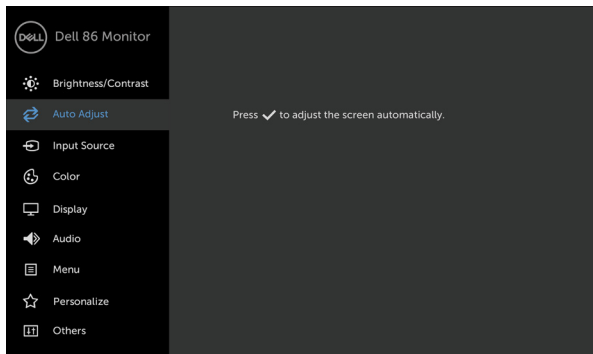 DELL
Dell 86 Monitor
Brightness/Contrast
Auto Adjust
Input Source
Color
Display
Audio
Menu
Personalize
Others
Press ✓ to adjust the screen automatically.